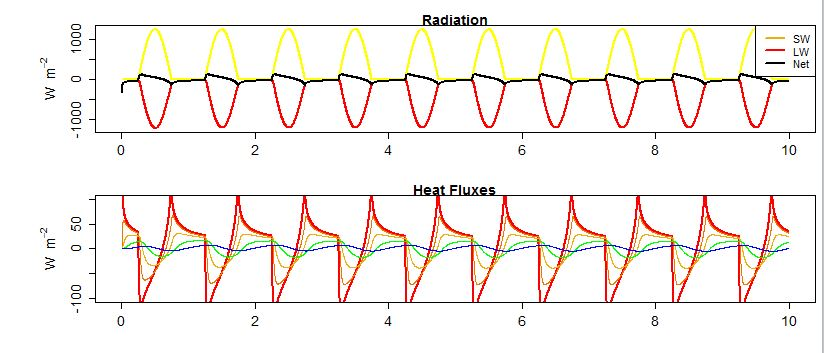 Radiation
W m⁻²
1000
0
-1000
SW
LW
Net
0 2 4 6 8 10
Heat Fluxes
W m⁻²
50
0
-100
0 2 4 6 8 10